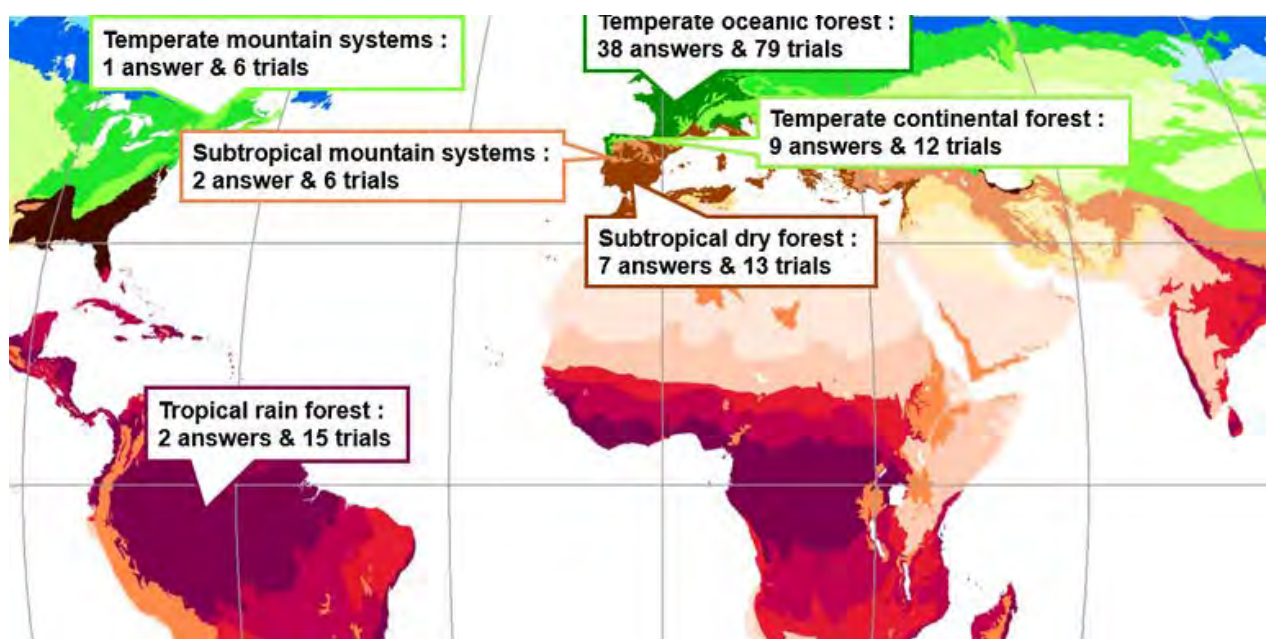 Temperate mountain systems :
1 answer & 6 trials
Temperate oceanic forest :
38 answers & 79 trials
Temperate continental forest :
9 answers & 12 trials
Subtropical mountain systems :
2 answer & 6 trials
Subtropical dry forest :
7 answers & 13 trials
Tropical rain forest :
2 answers & 15 trials